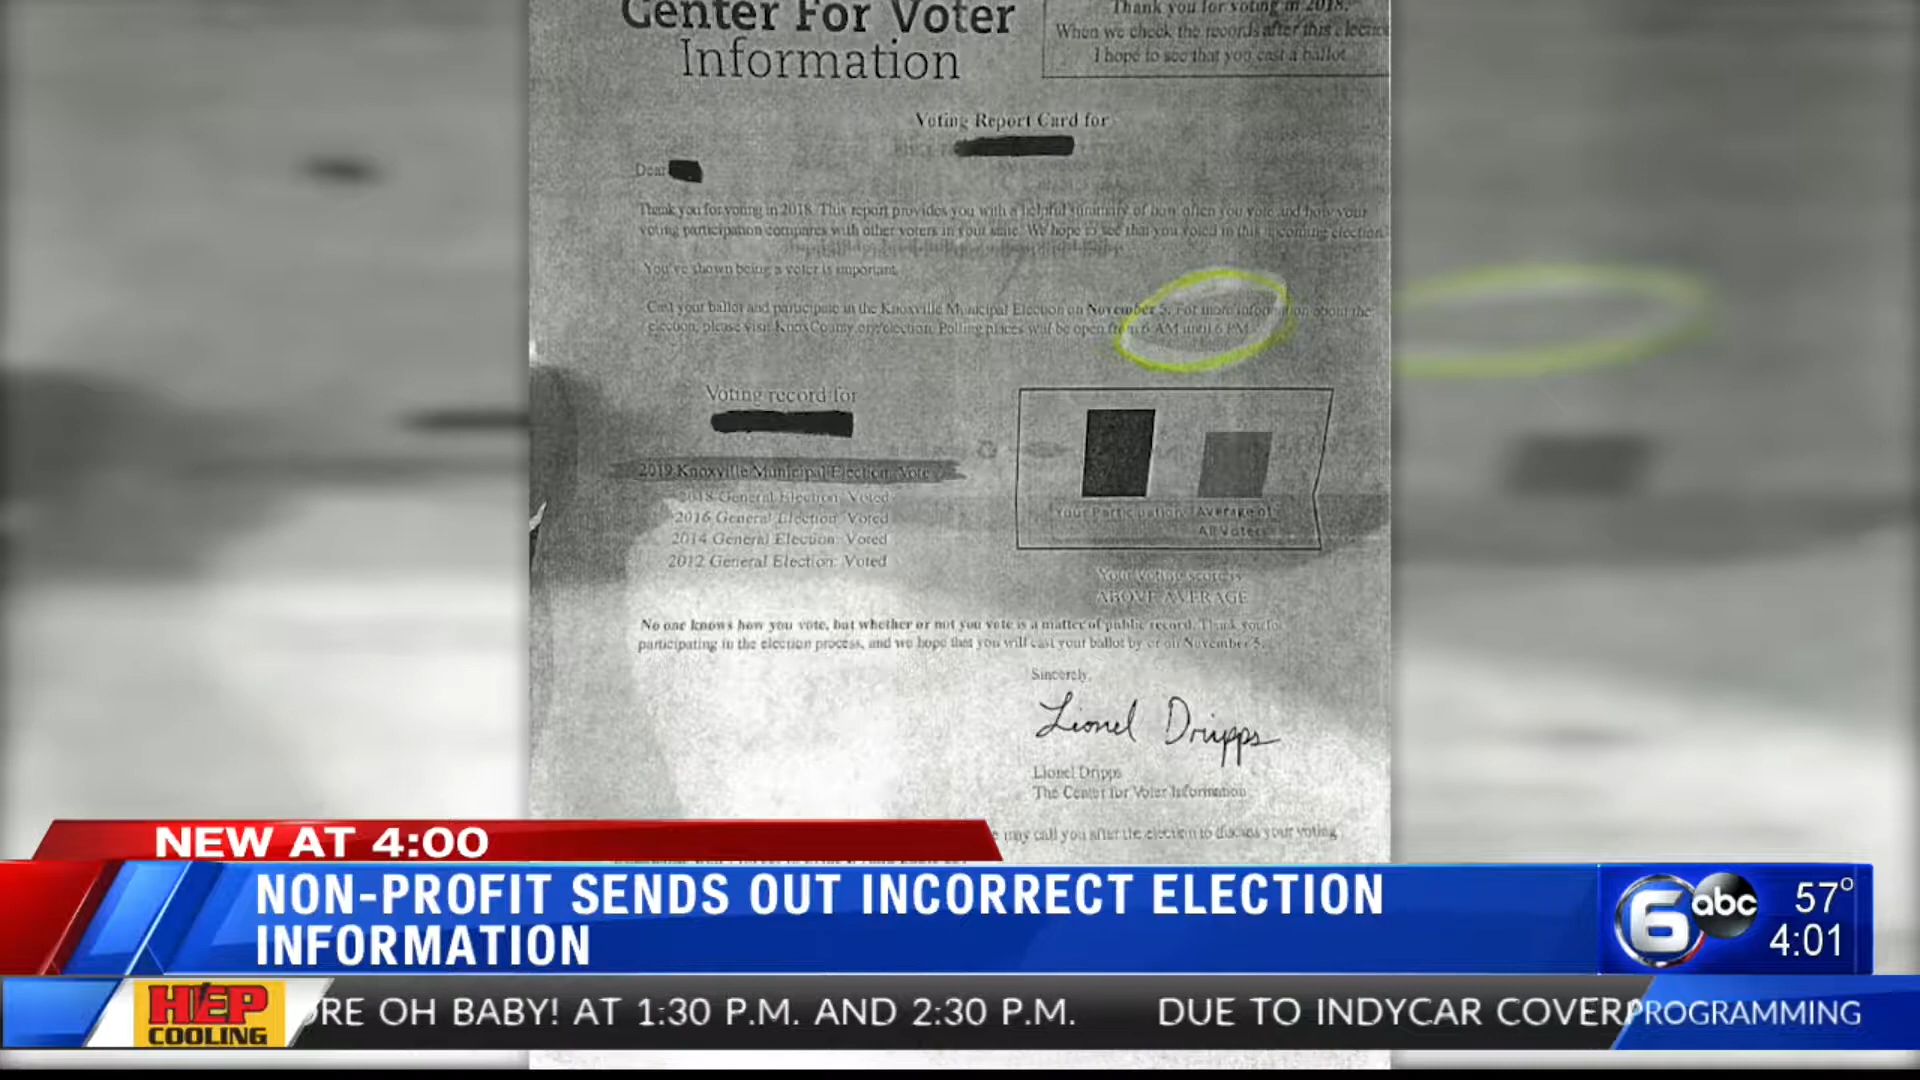 Center For Voter
Information
Thank you for voting in 2018.
When we check the records after this election
I hope to see that you cast a ballot
Voting Report Card for
Dear
Thank you for voting in 2018. This report provides you with a helpful summary of how often you vote and how your
voting participation compares with other voters in your state. We hope to see that you voted in this upcoming election.
You've shown being a voter is important.
Cast your ballot and participate in the Knoxville Municipal Election on November 5. For more information about the
election, please visit KnoxCounty.org/election. Polling places will be open from 6 AM until 6 PM
Voting record for
2019 Knoxville Municipal Election: Vote
2018 General Election: Voted
2016 General Election: Voted
2014 General Election: Voted
2012 General Election: Voted
Your Participation Average of
All Voters
Your voting score is
ABOVE AVERAGE
No one knows how you vote, but whether or not you vote is a matter of public record. Thank you for
participating in the election process, and we hope that you will cast your ballot by or on November 5.
Sincerely,
Lionel Dripps
Lionel Dripps
The Center for Voter Information
may call you after the election to discuss your voting
NEW AT 4:00
NON-PROFIT SENDS OUT INCORRECT ELECTION
INFORMATION
6 abc 57°
4:01
HEP
COOLING
RE OH BABY! AT 1:30 P.M. AND 2:30 P.M. DUE TO INDYCAR COVER
PROGRAMMING